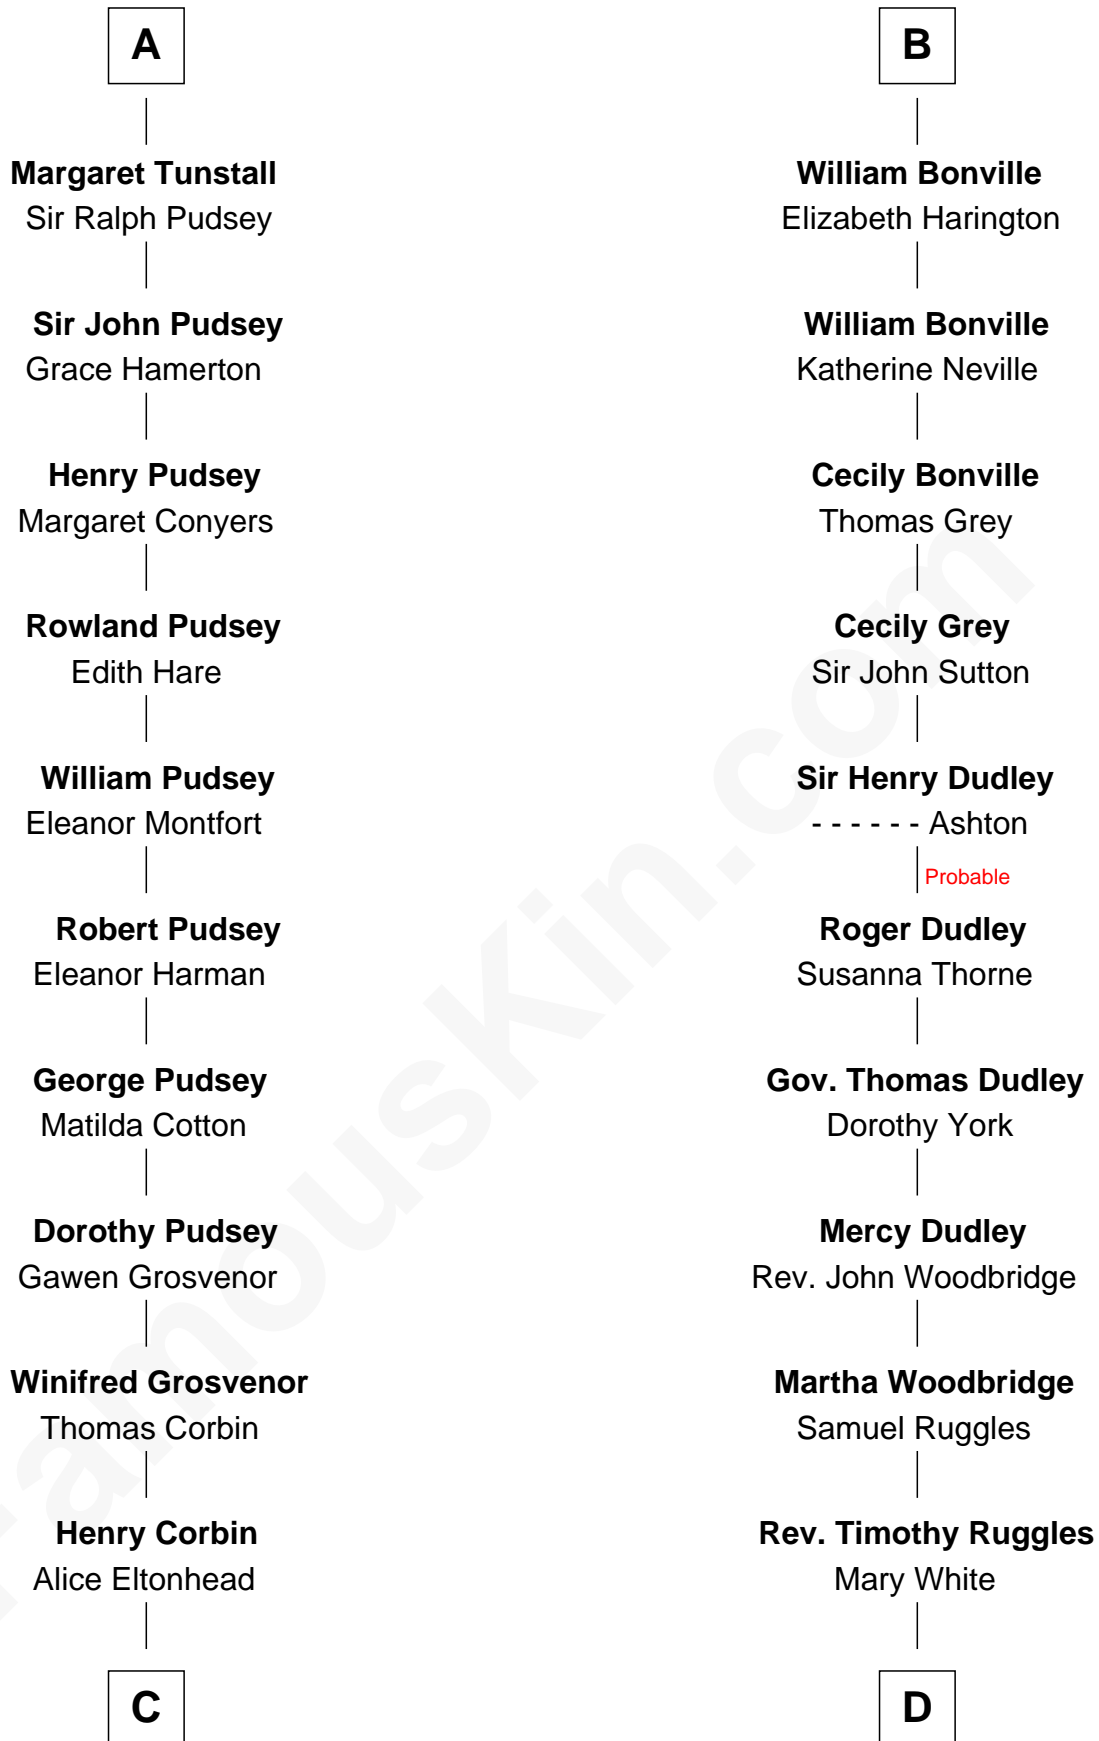 A
Margaret Tunstall
Sir Ralph Pudsey
Sir John Pudsey
Grace Hamerton
Henry Pudsey
Margaret Conyers
Rowland Pudsey
Edith Hare
William Pudsey
Eleanor Montfort
Robert Pudsey
Eleanor Harman
George Pudsey
Matilda Cotton
Dorothy Pudsey
Gawen Grosvenor
Winifred Grosvenor
Thomas Corbin
Henry Corbin
Alice Eltonhead
C
B
William Bonville
Elizabeth Harington
William Bonville
Katherine Neville
Cecily Bonville
Thomas Grey
Cecily Grey
Sir John Sutton
Sir Henry Dudley
- - - - - - Ashton
Probable
Roger Dudley
Susanna Thorne
Gov. Thomas Dudley
Dorothy York
Mercy Dudley
Rev. John Woodbridge
Martha Woodbridge
Samuel Ruggles
Rev. Timothy Ruggles
Mary White
D
FamousKin.com